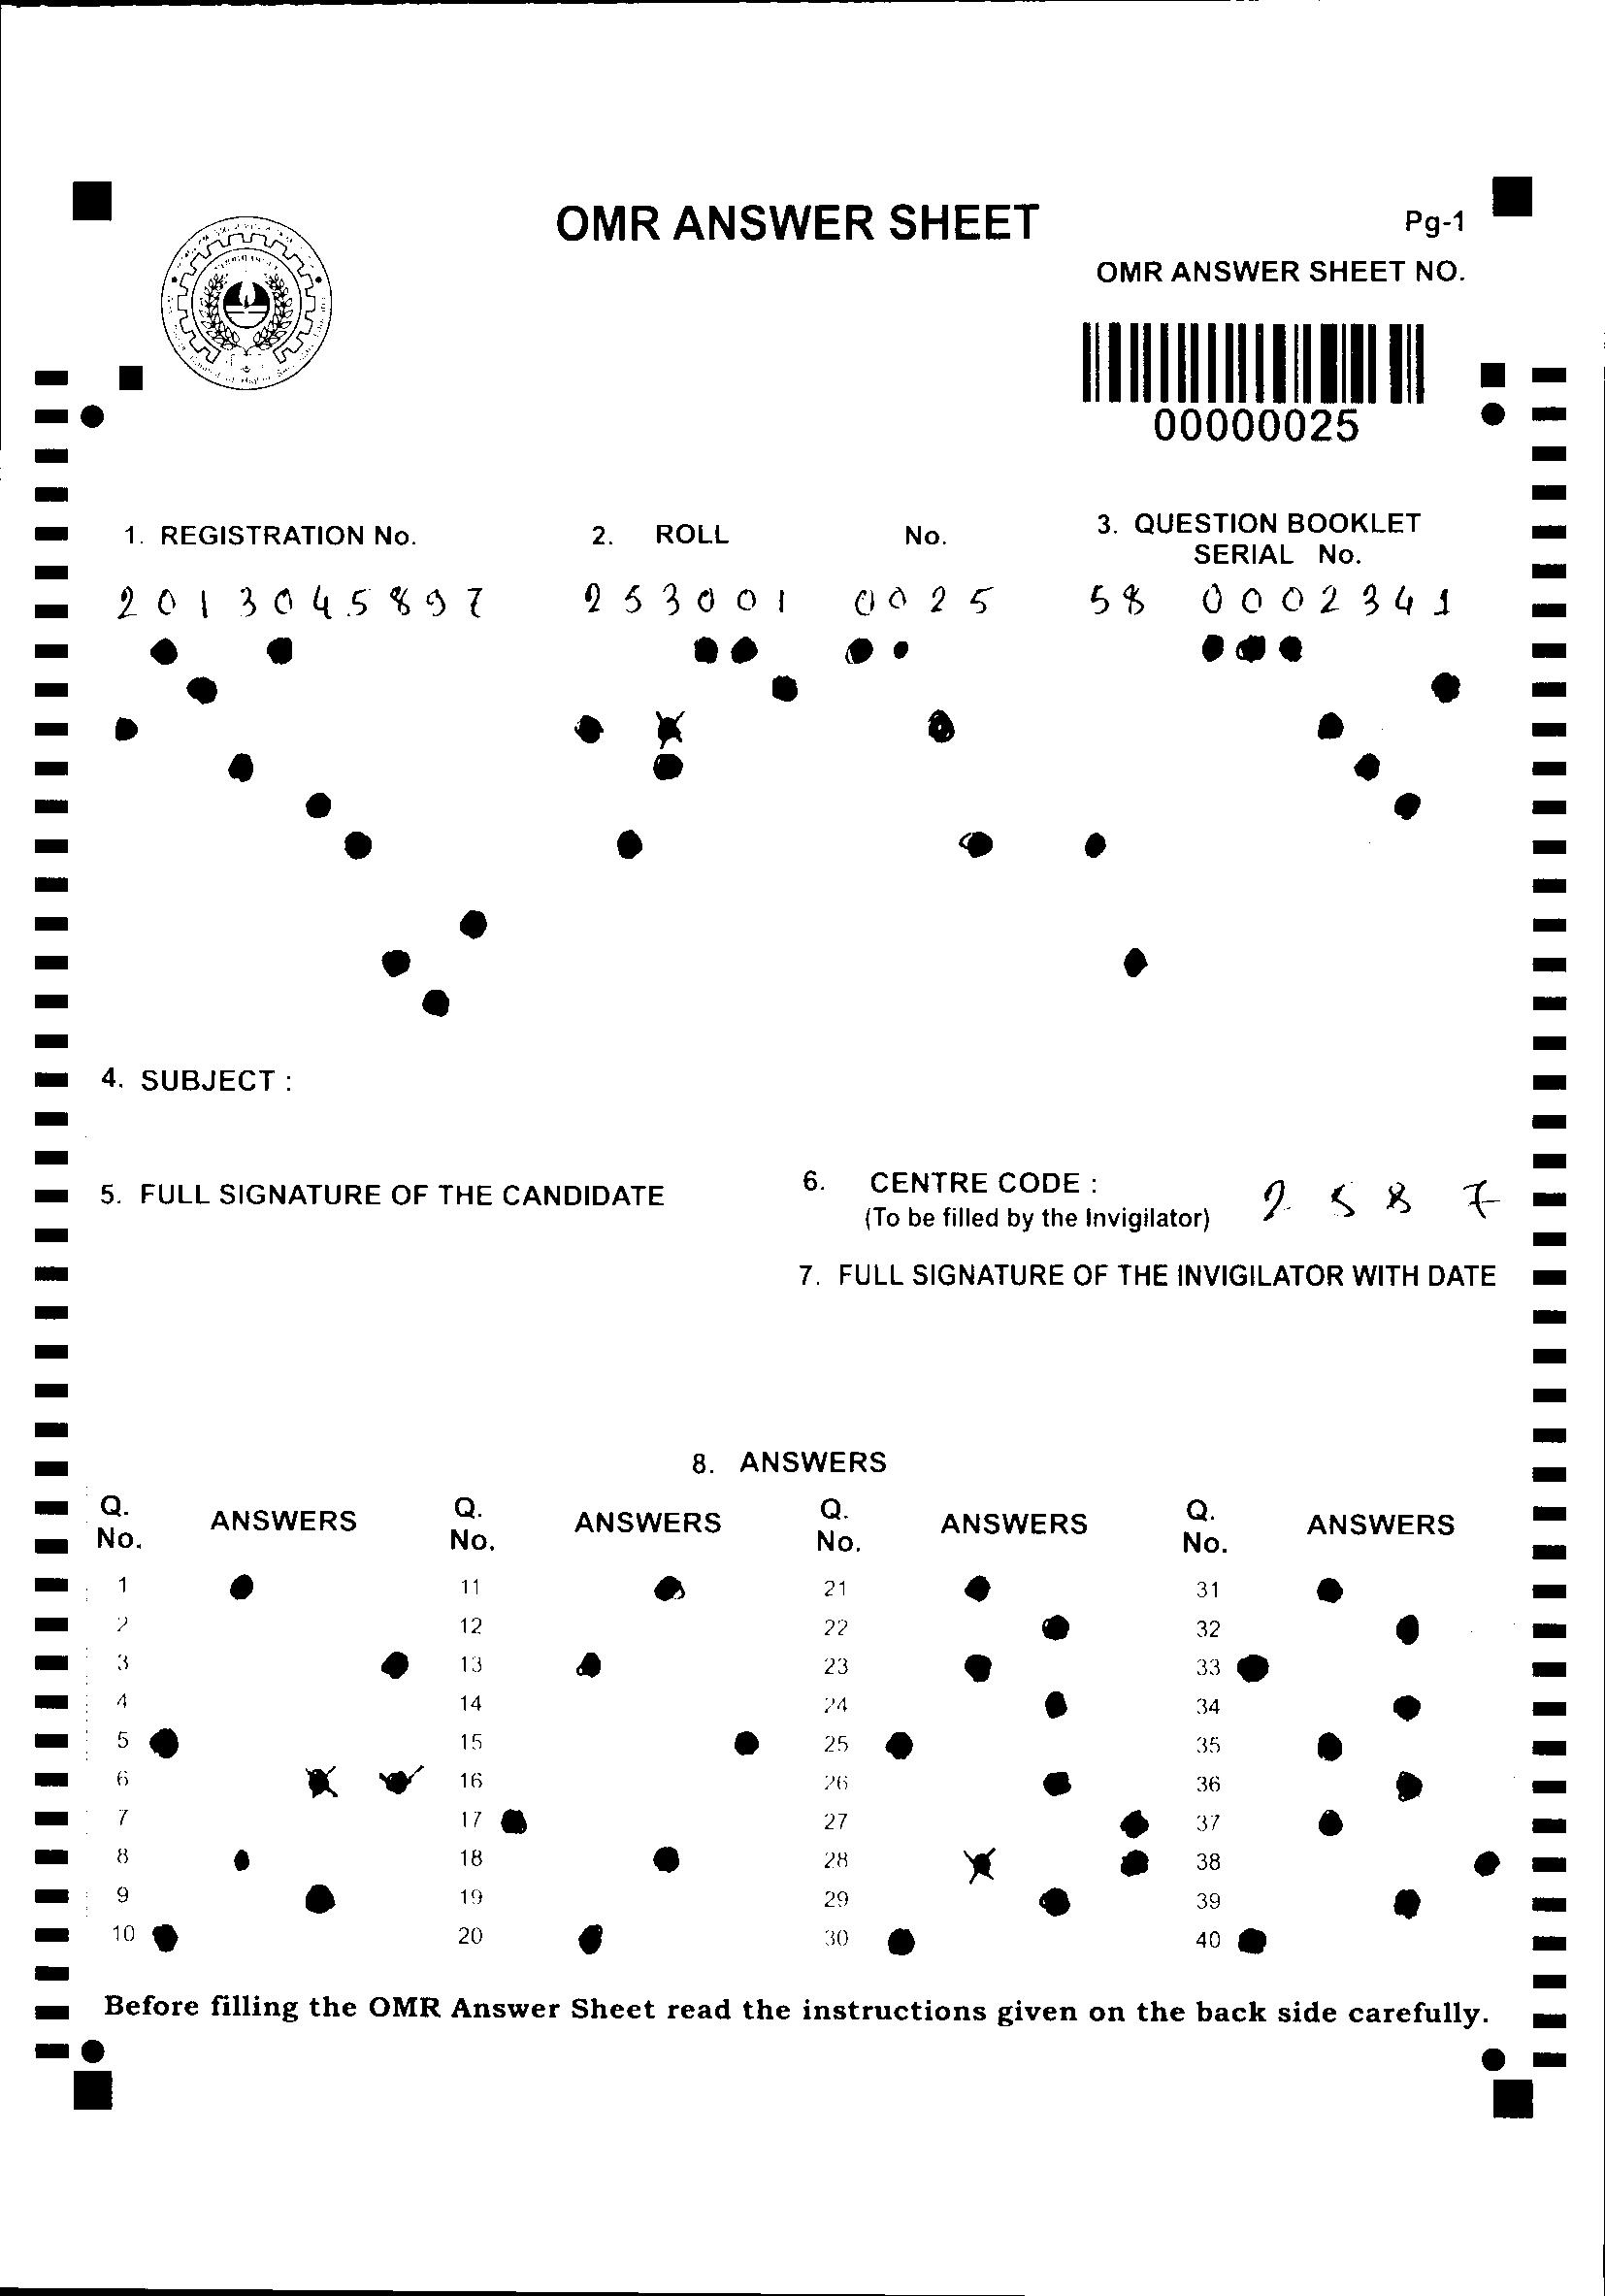 OMR ANSWER SHEET
Pg-1
OMR ANSWER SHEET NO.
00000025
1. REGISTRATION No.
2. ROLL No.
3. QUESTION BOOKLET
SERIAL No.
2013045897
253001 0025
58 0002341
4. SUBJECT :
5. FULL SIGNATURE OF THE CANDIDATE
6. CENTRE CODE :
(To be filled by the Invigilator)
2587
7. FULL SIGNATURE OF THE INVIGILATOR WITH DATE
8. ANSWERS
Q. No. ANSWERS Q. No. ANSWERS Q. No. ANSWERS Q. No. ANSWERS
1 11 21 31
2 12 22 32
3 13 23 33
4 14 24 34
5 15 25 35
6 16 26 36
7 17 27 37
8 18 28 38
9 19 29 39
10 20 30 40
Before filling the OMR Answer Sheet read the instructions given on the back side carefully.